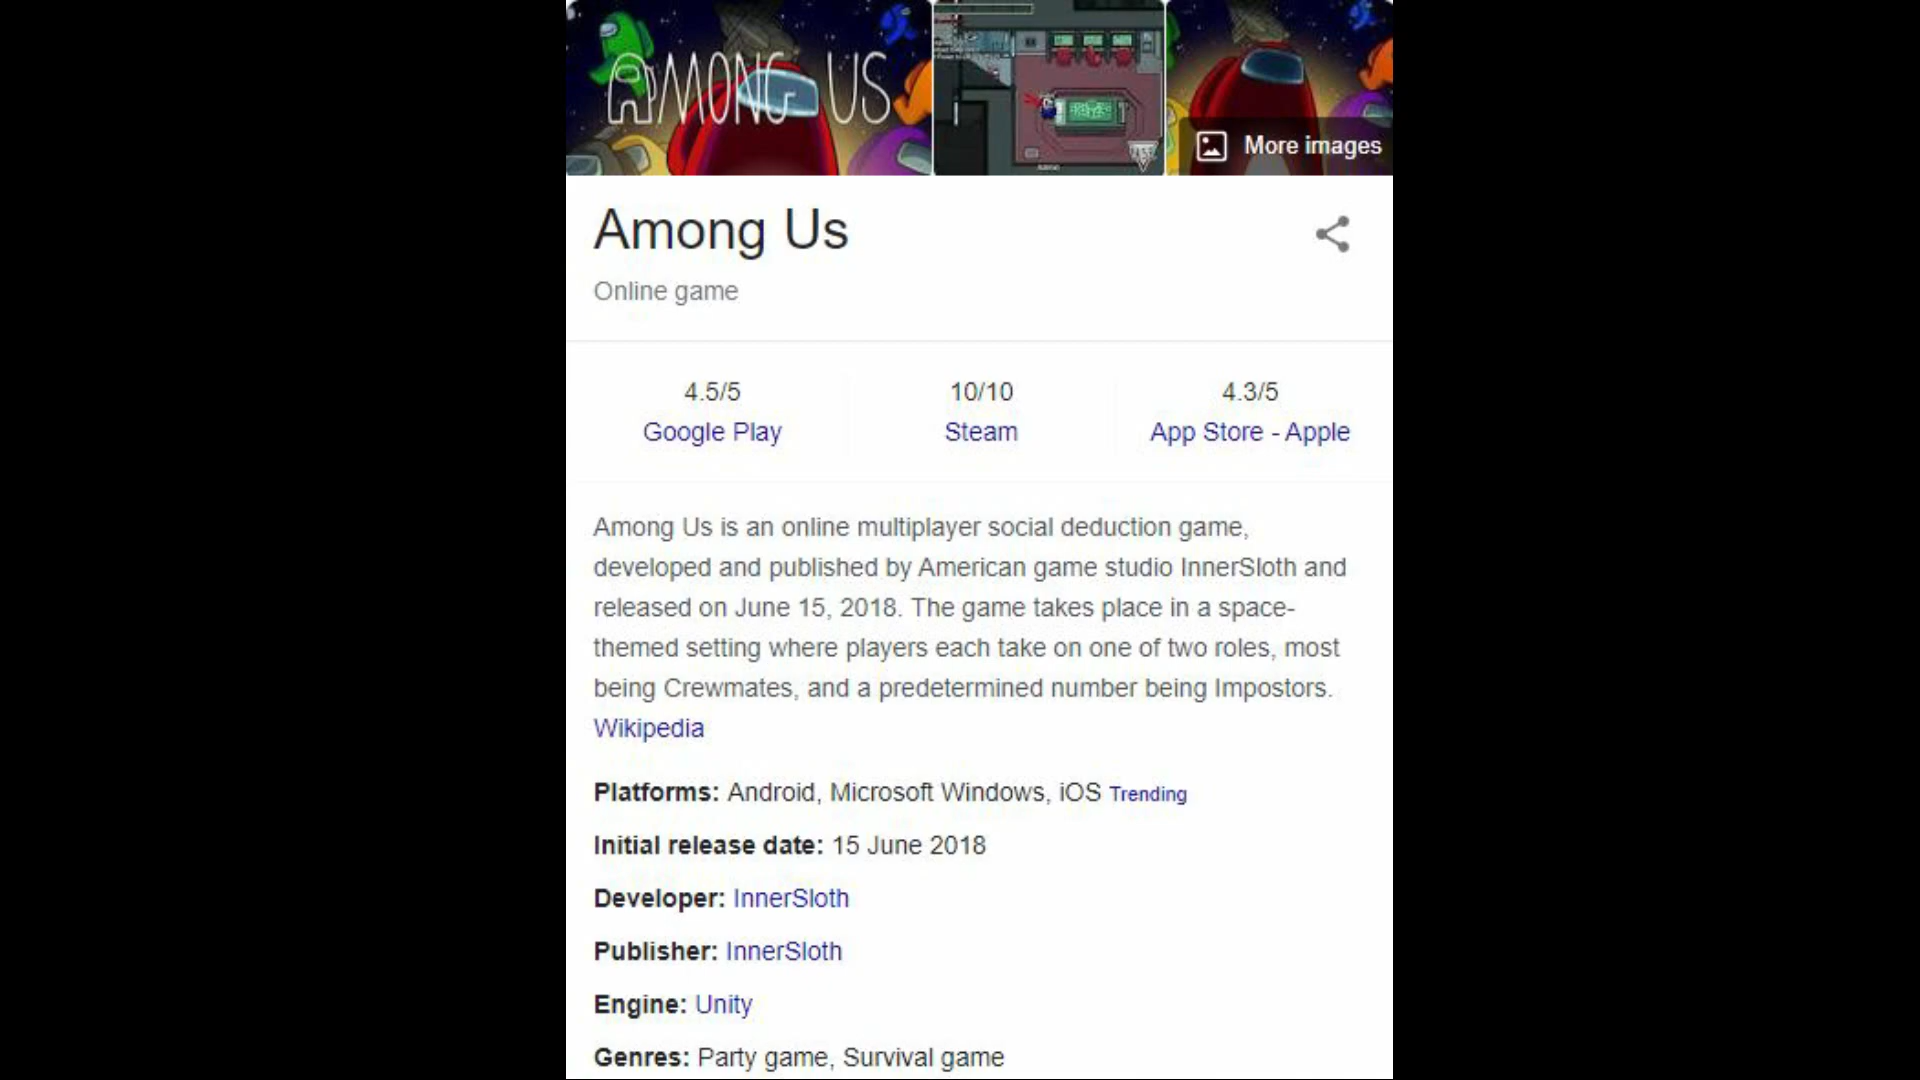 AMONG US
More images
Among Us
Online game
4.5/5
Google Play
10/10
Steam
4.3/5
App Store - Apple
Among Us is an online multiplayer social deduction game,
developed and published by American game studio InnerSloth and
released on June 15, 2018. The game takes place in a space-
themed setting where players each take on one of two roles, most
being Crewmates, and a predetermined number being Impostors.
Wikipedia
Platforms: Android, Microsoft Windows, iOS Trending
Initial release date: 15 June 2018
Developer: InnerSloth
Publisher: InnerSloth
Engine: Unity
Genres: Party game, Survival game